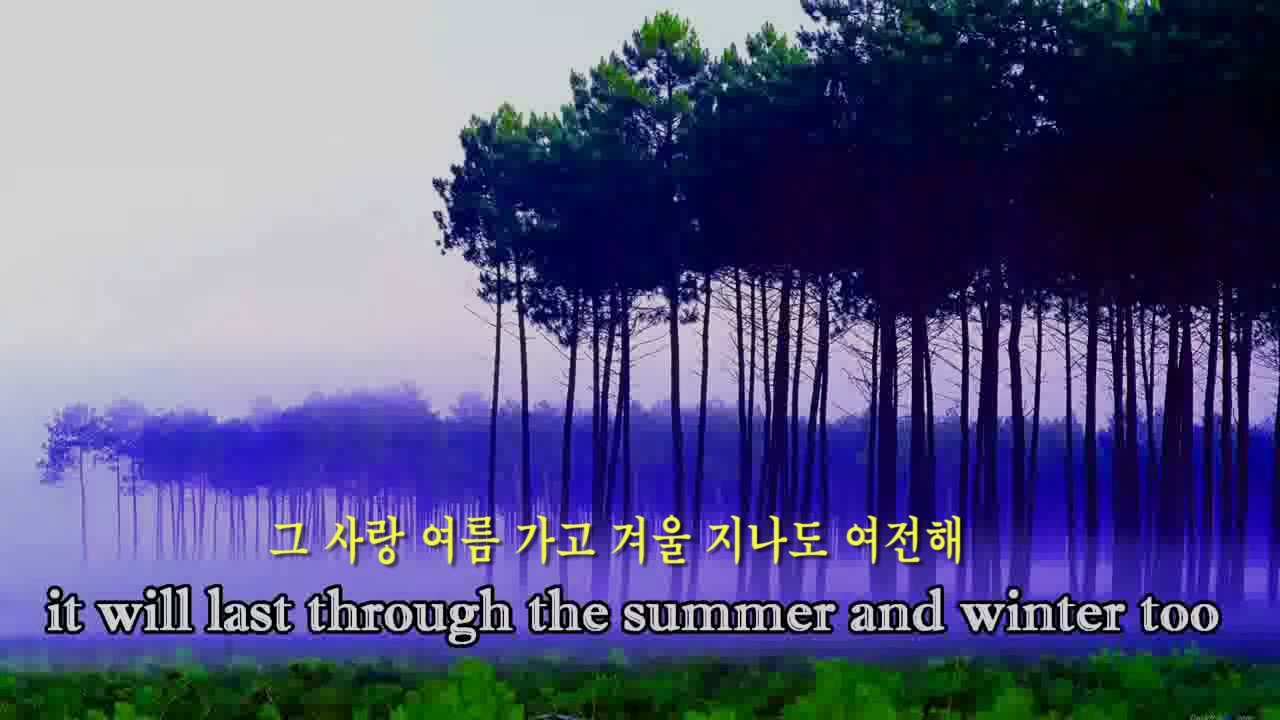 그 사랑 여름 가고 겨울 지나도 여전해
it will last through the summer and winter too